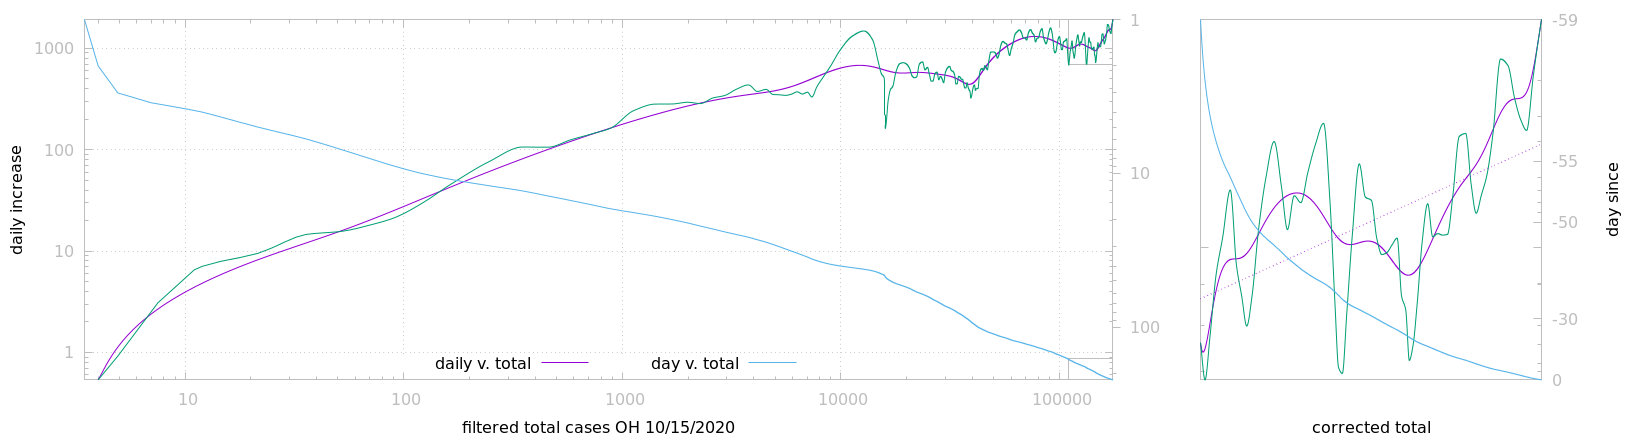 daily increase
1000
100
10
1
daily v. total
day v. total
10
100
1000
10000
100000
filtered total cases OH 10/15/2020
1
10
100
-59
-55
-50
-30
0
day since
corrected total